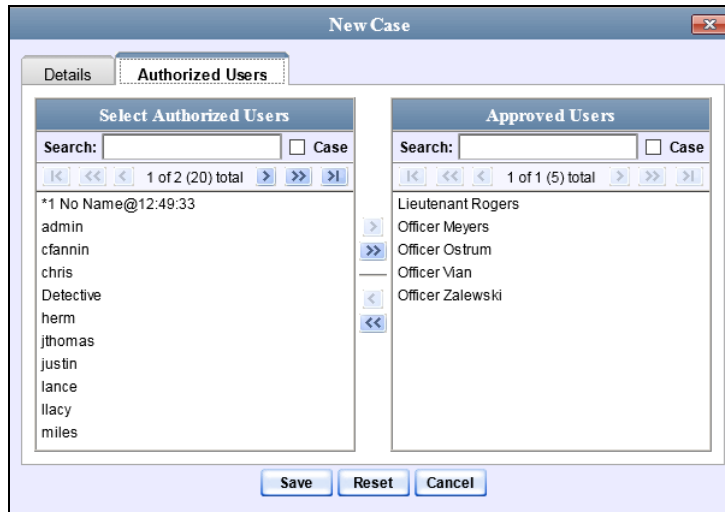 New Case
Details Authorized Users
Select Authorized Users
Search: Case
1 of 2 (20) total
*1 No Name@12:49:33
admin
cfannin
chris
Detective
herm
jthomas
justin
lance
llacy
miles
Approved Users
Search: Case
1 of 1 (5) total
Lieutenant Rogers
Officer Meyers
Officer Ostrum
Officer Vian
Officer Zalewski
Save Reset Cancel